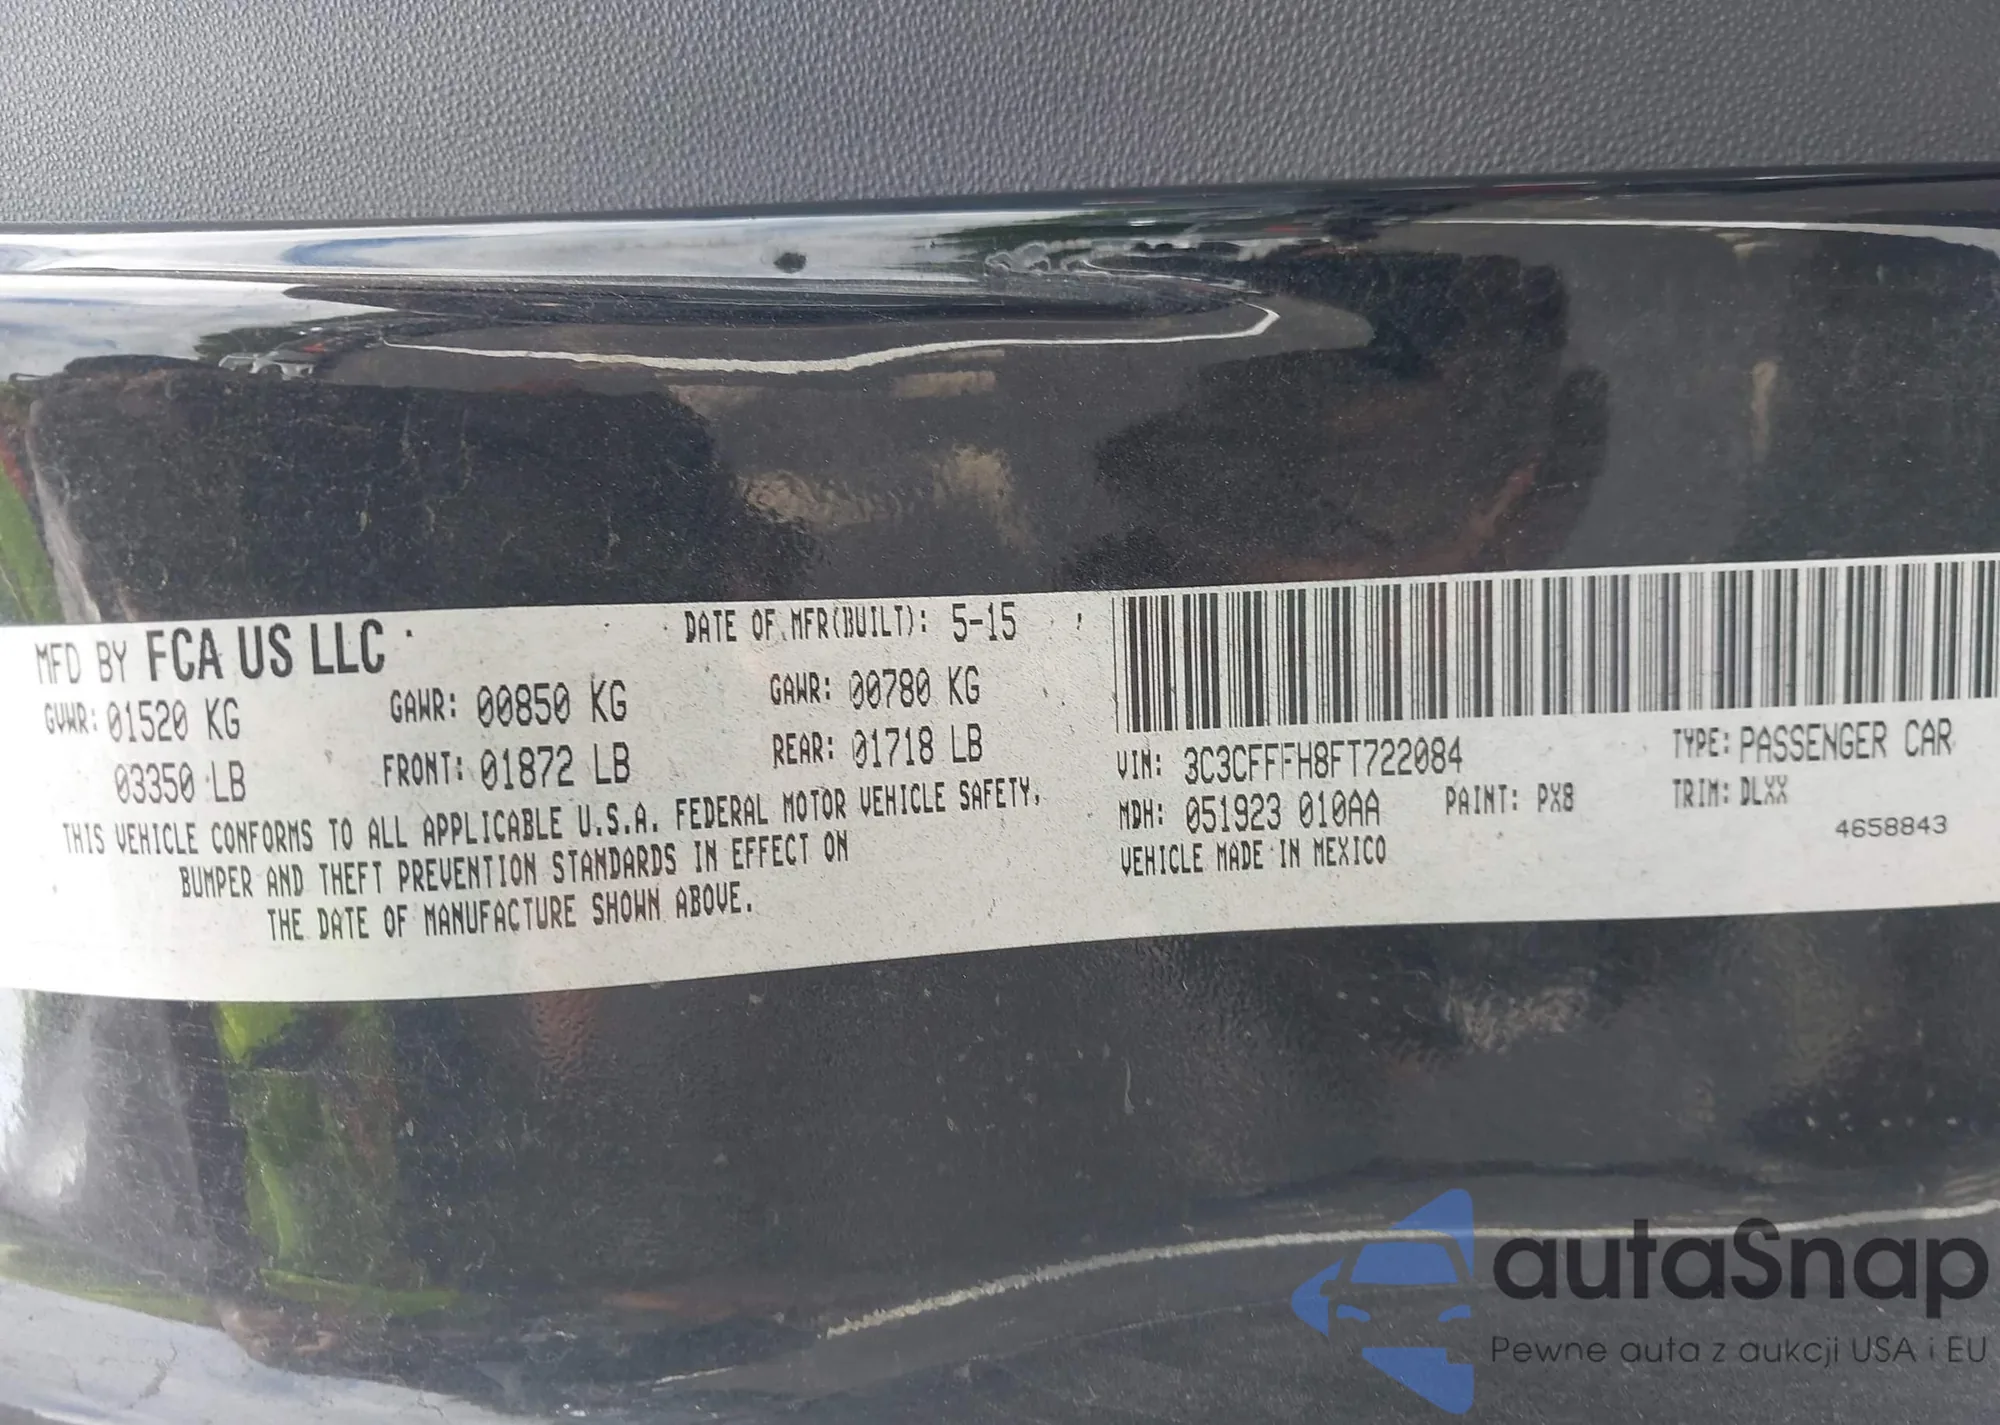 MFD BY FCA US LLC
DATE OF MFR(BUILT): 5-15
GVWR: 01520 KG
GAWR: 00850 KG
GAWR: 00780 KG
03350 LB
FRONT: 01872 LB
REAR: 01718 LB
THIS VEHICLE CONFORMS TO ALL APPLICABLE U.S.A. FEDERAL MOTOR VEHICLE SAFETY,
BUMPER AND THEFT PREVENTION STANDARDS IN EFFECT ON
THE DATE OF MANUFACTURE SHOWN ABOVE.
VIN: 3C3CFFFH8FT722084
TYPE: PASSENGER CAR
MDH: 051923 010AA
PAINT: PX8
TRIM: DLXX
VEHICLE MADE IN MEXICO
4658843
autaSnap
Pewne auta z aukcji USA i EU